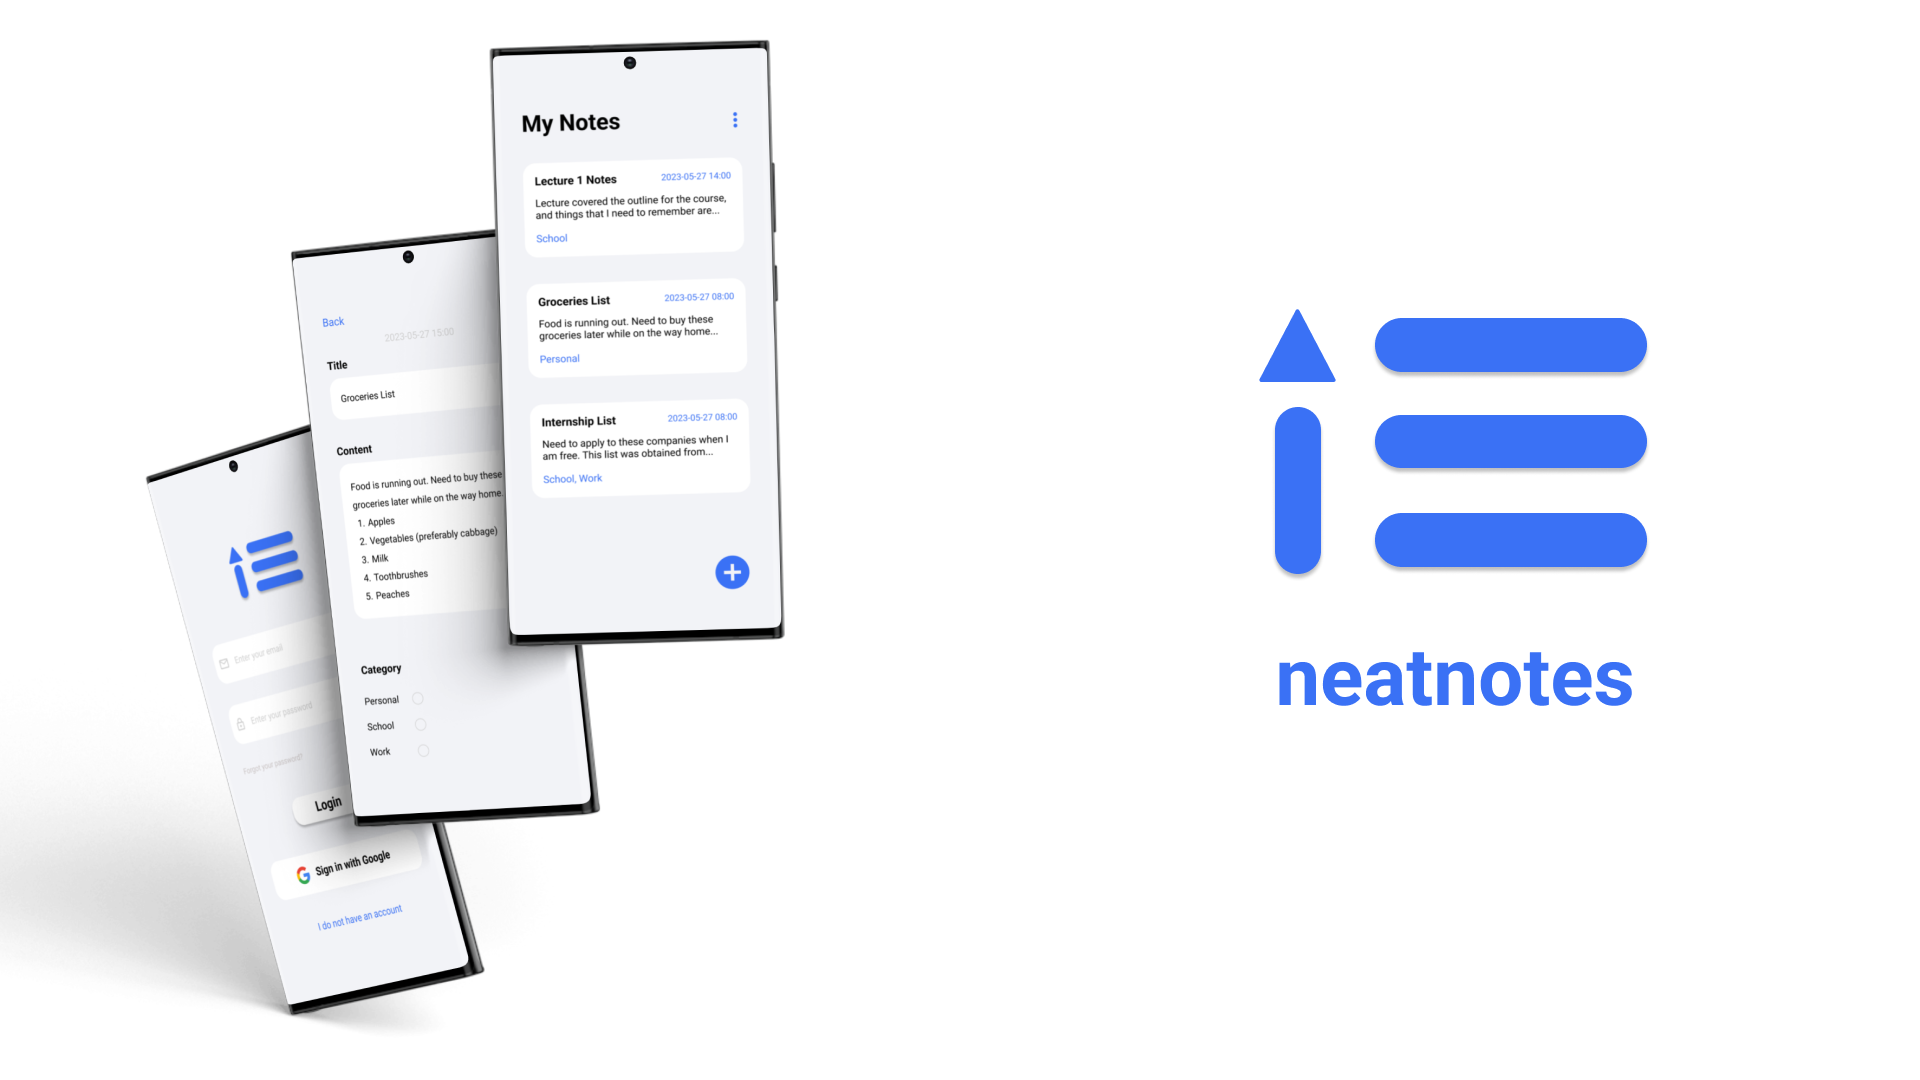 My Notes
Lecture 1 Notes
2023-05-27 14:00
Lecture covered the outline for the course,
and things that I need to remember are...
School
Groceries List
2023-05-27 08:00
Food is running out. Need to buy these
groceries later while on the way home...
Personal
Internship List
2023-05-27 08:00
Need to apply to these companies when I
am free. This list was obtained from...
School, Work
Back
2023-05-27 15:00
Title
Groceries List
Content
Food is running out. Need to buy these
groceries later while on the way home.
1. Apples
2. Vegetables (preferably cabbage)
3. Milk
4. Toothbrushes
5. Peaches
Category
Personal
School
Work
Enter your email
Enter your password
Forgot your password?
Login
Sign in with Google
I do not have an account
neatnotes